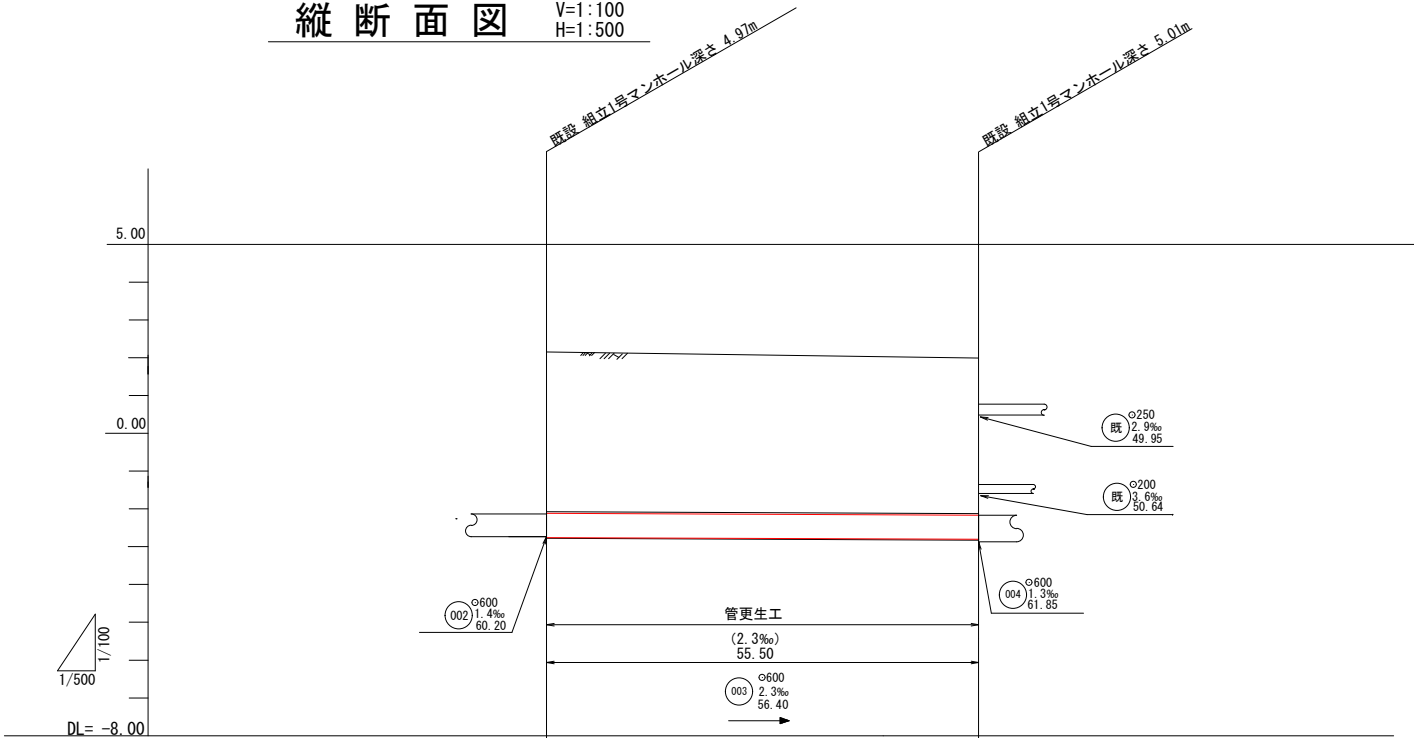 縦断面図
V=1:100
H=1:500
既設 組立1号マンホール深さ 4.97m
既設 組立1号マンホール深さ 5.01m
5.00
0.00
既
○250
2.9‰
49.95
既
○200
3.6‰
50.64
002
○600
1.4‰
60.20
004
○600
1.3‰
61.85
管更生工
(2.3‰)
55.50
003
○600
2.3‰
56.40
1/100
1/500
DL= -8.00